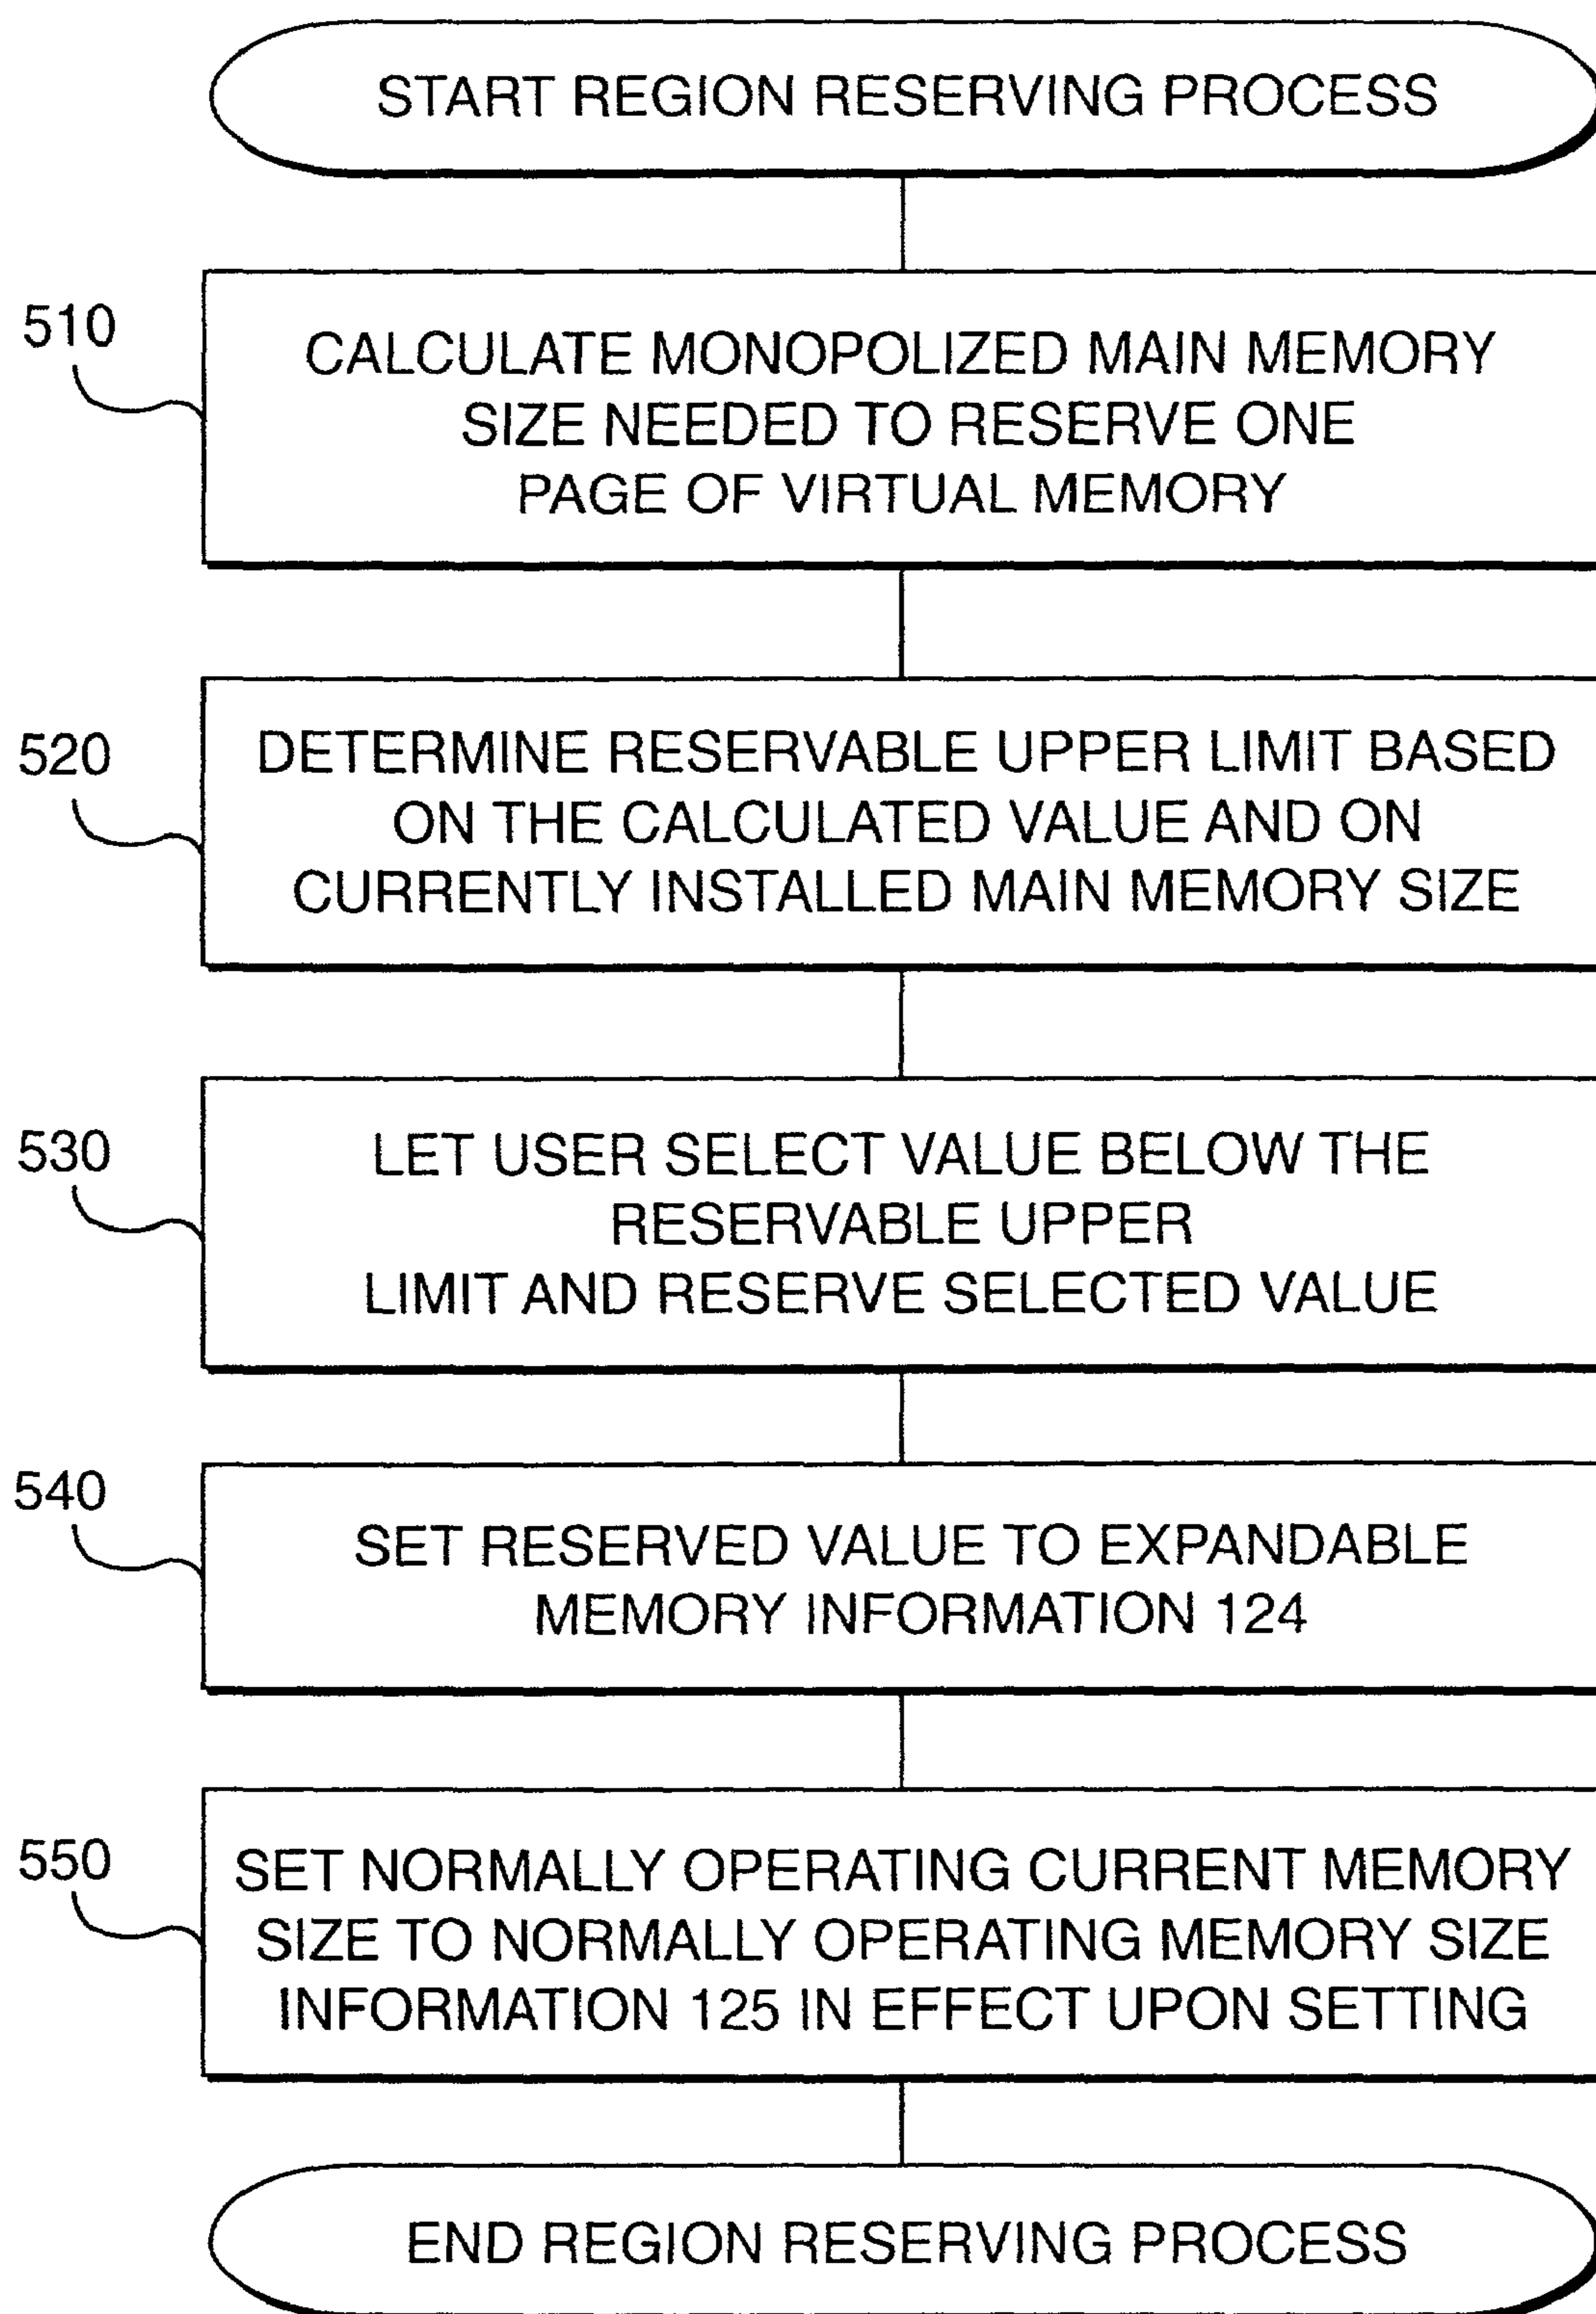 START REGION RESERVING PROCESS
510
CALCULATE MONOPOLIZED MAIN MEMORY
SIZE NEEDED TO RESERVE ONE
PAGE OF VIRTUAL MEMORY
520
DETERMINE RESERVABLE UPPER LIMIT BASED
ON THE CALCULATED VALUE AND ON
CURRENTLY INSTALLED MAIN MEMORY SIZE
530
LET USER SELECT VALUE BELOW THE
RESERVABLE UPPER
LIMIT AND RESERVE SELECTED VALUE
540
SET RESERVED VALUE TO EXPANDABLE
MEMORY INFORMATION 124
550
SET NORMALLY OPERATING CURRENT MEMORY
SIZE TO NORMALLY OPERATING MEMORY SIZE
INFORMATION 125 IN EFFECT UPON SETTING
END REGION RESERVING PROCESS